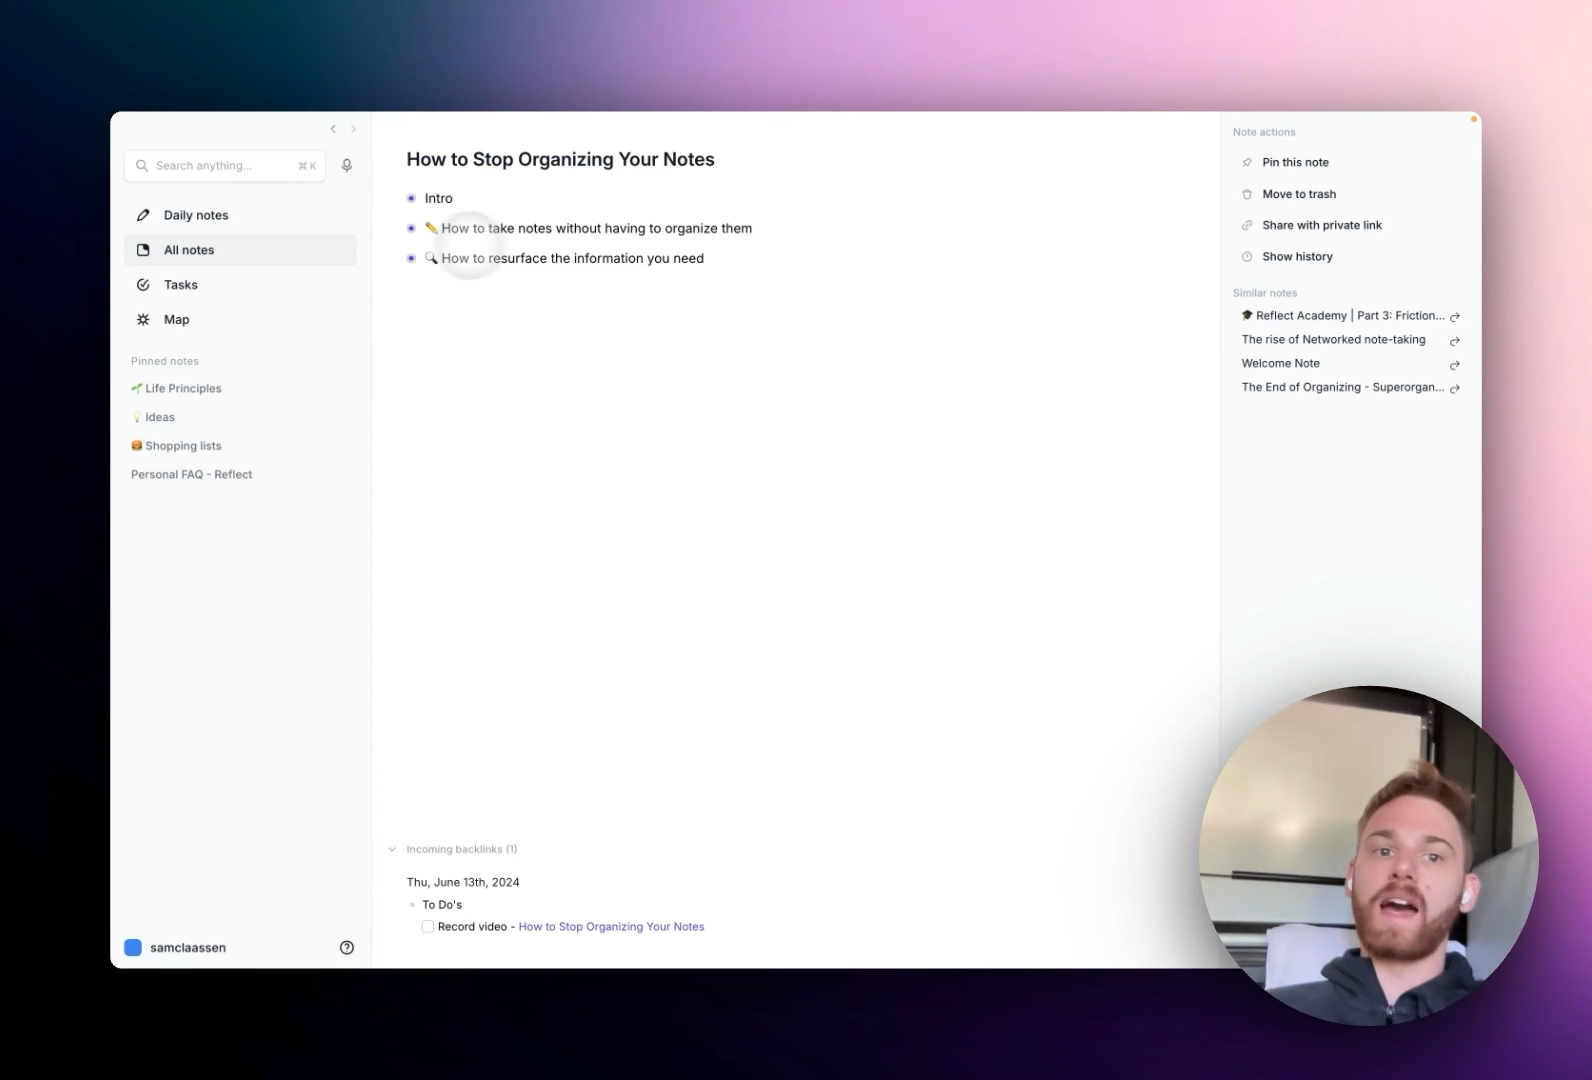 Search anything...
⌘ K
Daily notes
All notes
Tasks
Map
Pinned notes
🌱 Life Principles
💡 Ideas
🍔 Shopping lists
Personal FAQ - Reflect
samclaassen
How to Stop Organizing Your Notes
Intro
✏️ How to take notes without having to organize them
🔍 How to resurface the information you need
Incoming backlinks (1)
Thu, June 13th, 2024
To Do's
Record video - How to Stop Organizing Your Notes
Note actions
Pin this note
Move to trash
Share with private link
Show history
Similar notes
🎓 Reflect Academy | Part 3: Friction...
The rise of Networked note-taking
Welcome Note
The End of Organizing - Superorgan...